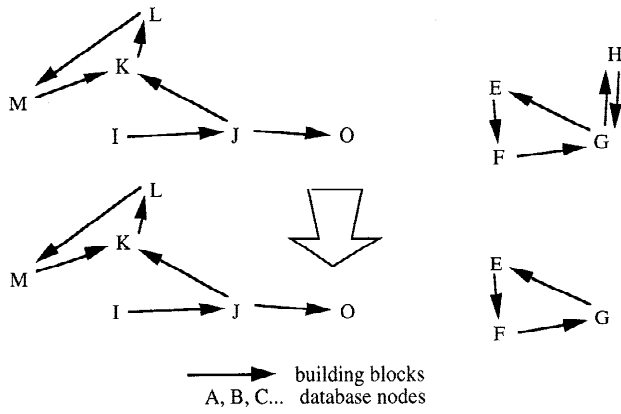 L
H
K
E
M
I
J
O
G
F
L
K
E
M
I
J
O
G
F
building blocks
A, B, C... database nodes